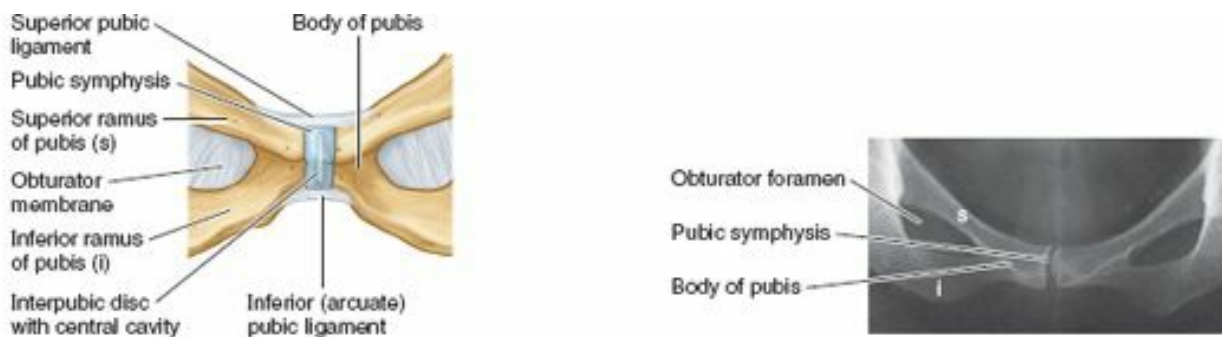 Superior pubic
ligament
Body of pubis
Pubic symphysis
Superior ramus
of pubis (s)
Obturator
membrane
Inferior ramus
of pubis (i)
Interpubic disc
with central cavity
Inferior (arcuate)
pubic ligament
Obturator foramen
s
Pubic symphysis
Body of pubis
i